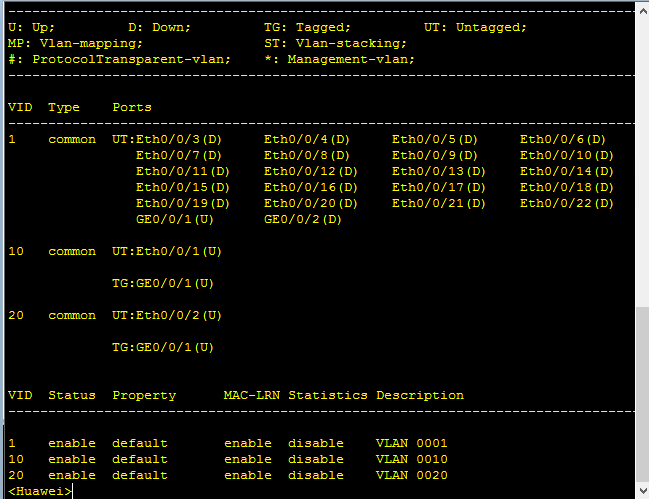 --------------------------------------------------------------------------------
U: Up;         D: Down;         TG: Tagged;         UT: Untagged;
MP: Vlan-mapping;               ST: Vlan-stacking;
#: ProtocolTransparent-vlan;    *: Management-vlan;
--------------------------------------------------------------------------------
VID  Type    Ports
--------------------------------------------------------------------------------
1    common  UT:Eth0/0/3(D)     Eth0/0/4(D)     Eth0/0/5(D)     Eth0/0/6(D)
                Eth0/0/7(D)     Eth0/0/8(D)     Eth0/0/9(D)     Eth0/0/10(D)
                Eth0/0/11(D)    Eth0/0/12(D)    Eth0/0/13(D)    Eth0/0/14(D)
                Eth0/0/15(D)    Eth0/0/16(D)    Eth0/0/17(D)    Eth0/0/18(D)
                Eth0/0/19(D)    Eth0/0/20(D)    Eth0/0/21(D)    Eth0/0/22(D)
                GE0/0/1(U)      GE0/0/2(D)
10   common  UT:Eth0/0/1(U)
             TG:GE0/0/1(U)
20   common  UT:Eth0/0/2(U)
             TG:GE0/0/1(U)
VID  Status  Property      MAC-LRN Statistics Description
--------------------------------------------------------------------------------
1    enable  default       enable  disable    VLAN 0001
10   enable  default       enable  disable    VLAN 0010
20   enable  default       enable  disable    VLAN 0020
<Huawei>